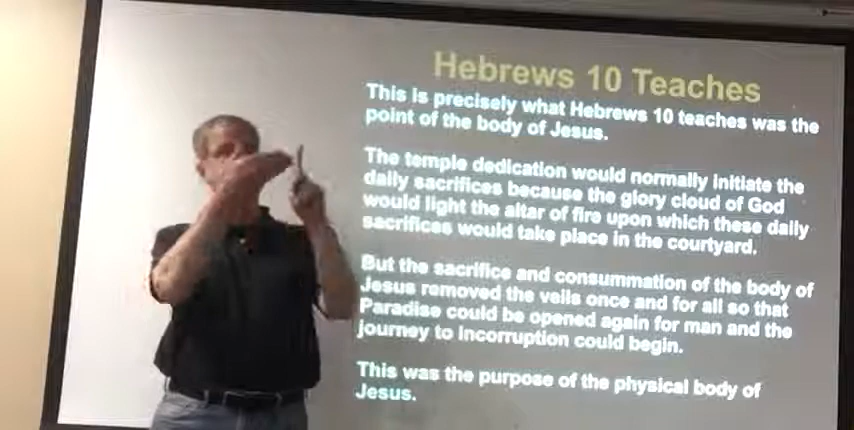 Hebrews 10 Teaches
This is precisely what Hebrews 10 teaches was the
point of the body of Jesus.
The temple dedication would normally initiate the
daily sacrifices because the glory cloud of God
would light the altar of fire upon which these daily
sacrifices would take place in the courtyard.
But the sacrifice and consummation of the body of
Jesus removed the veils once and for all so that
Paradise could be opened again for man and the
journey to Incorruption could begin.
This was the purpose of the physical body of
Jesus.